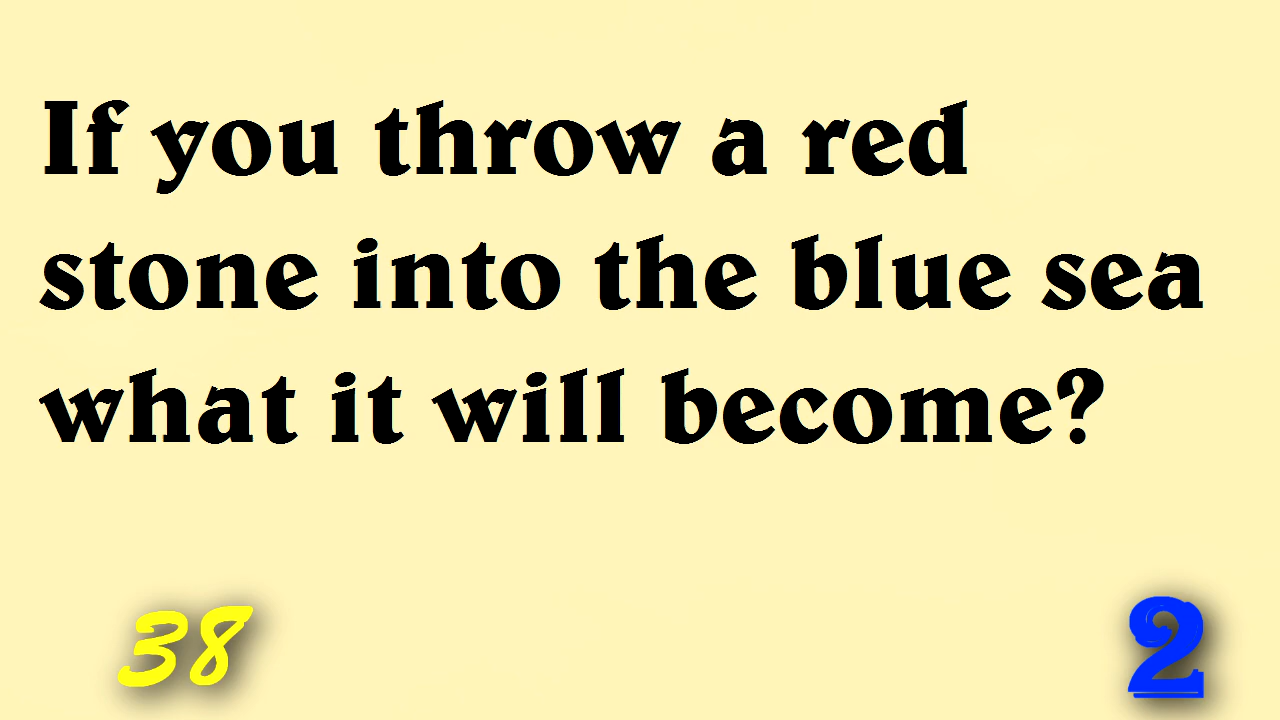 If you throw a red
stone into the blue sea
what it will become?
38
2